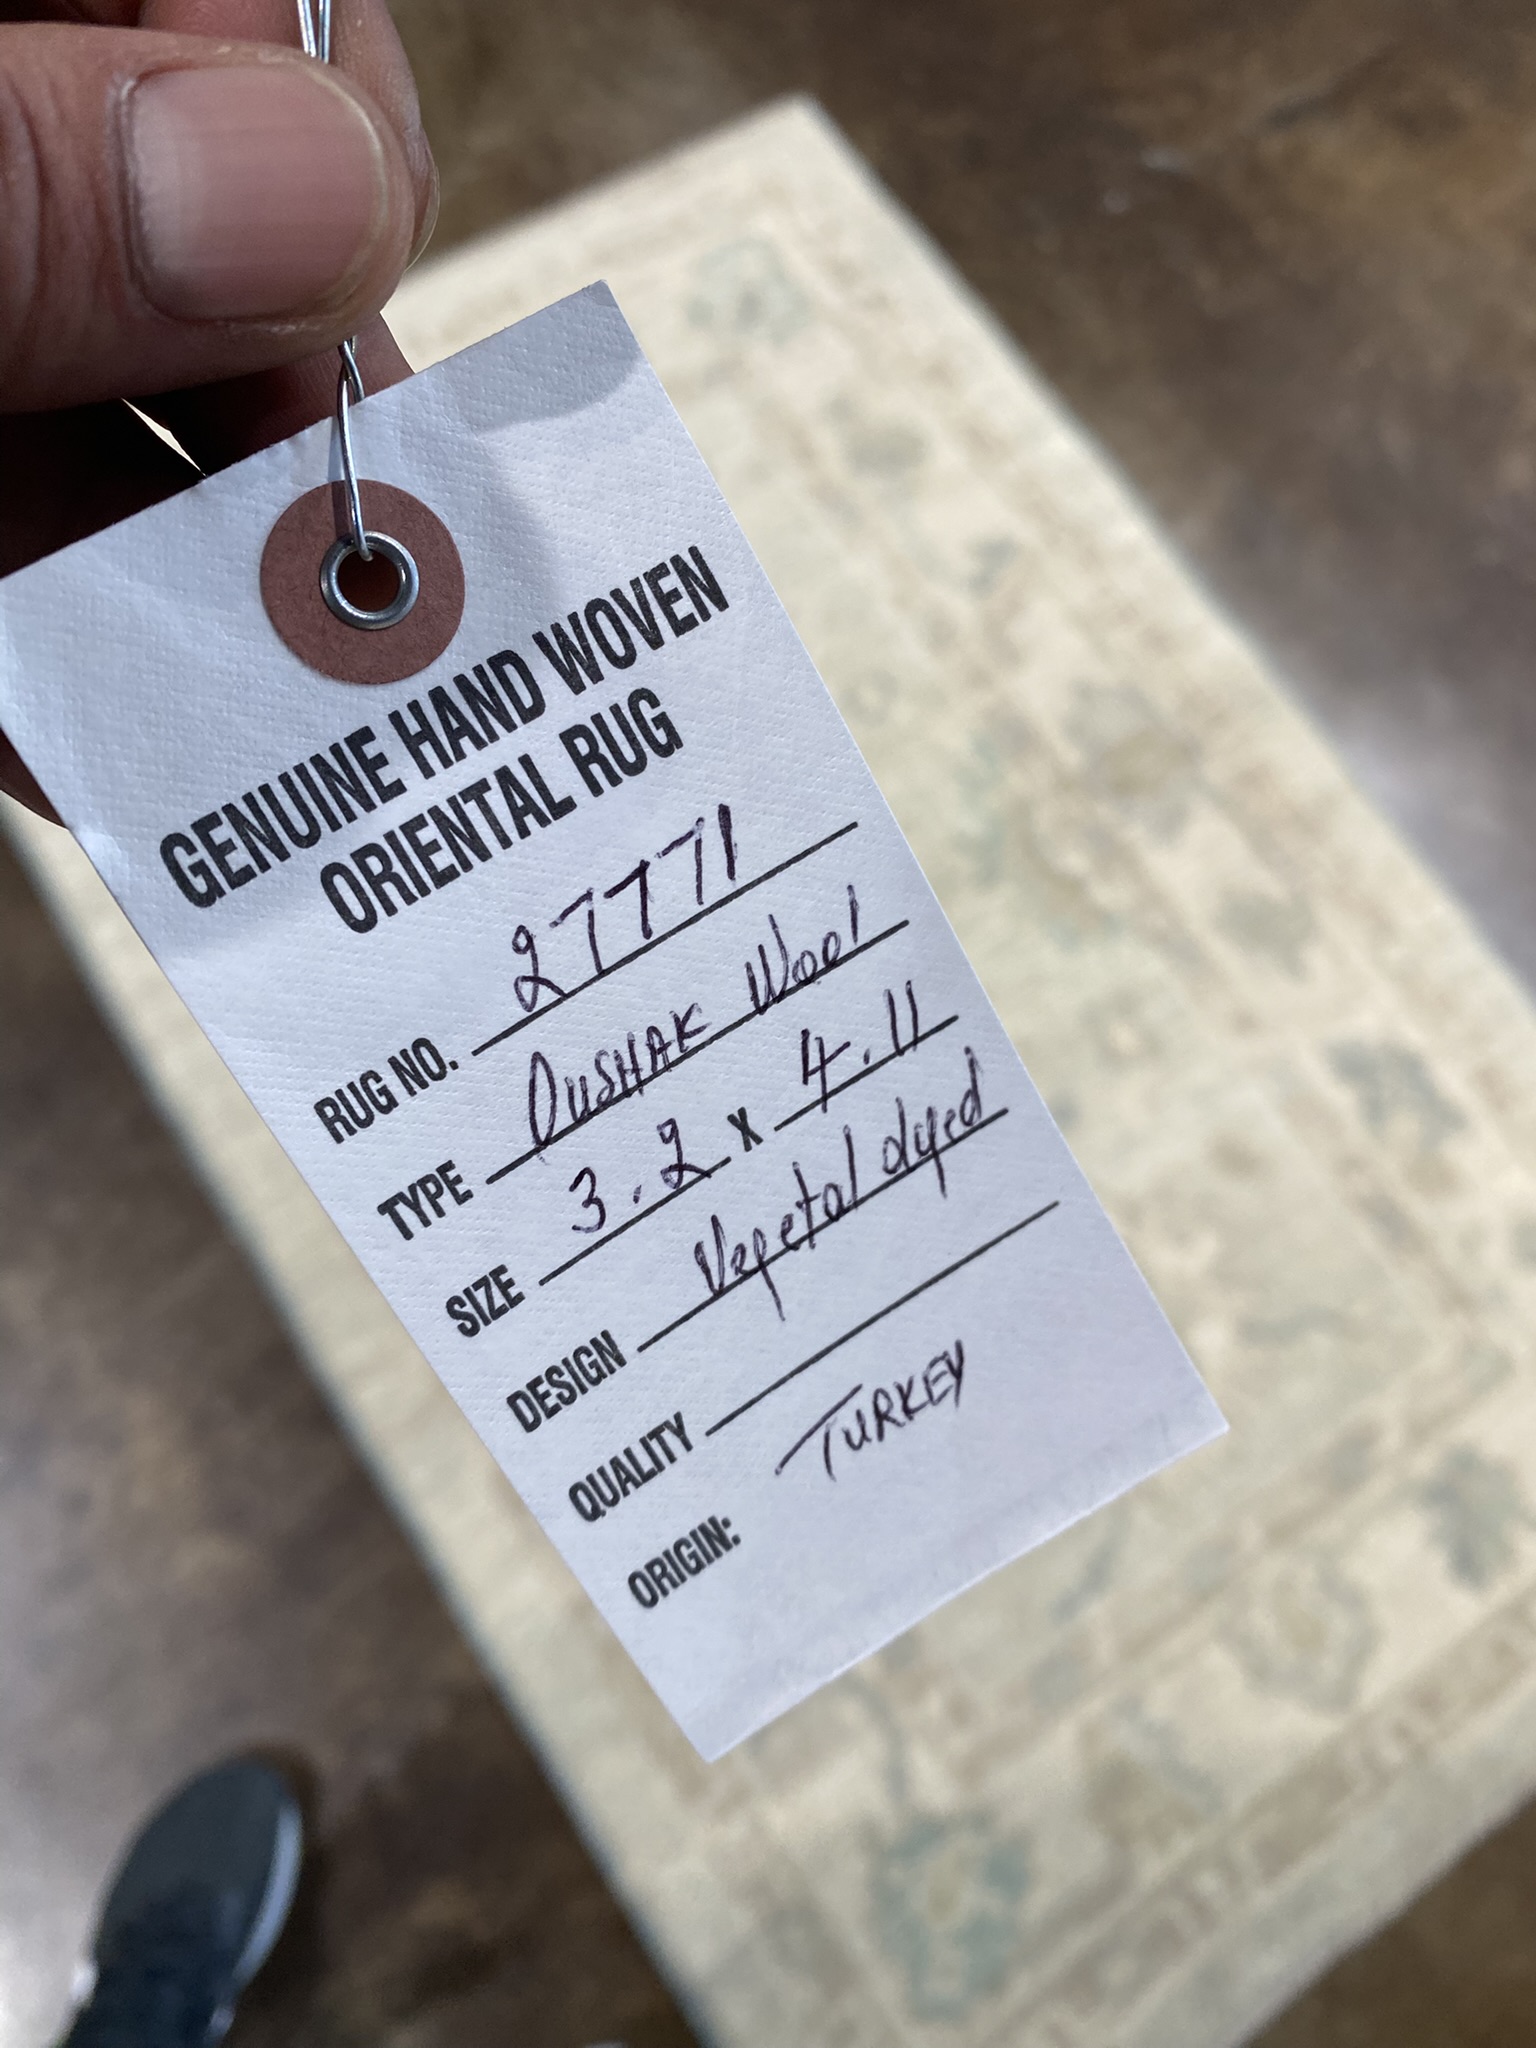 GENUINE HAND WOVEN
ORIENTAL RUG
RUG NO. 27771
TYPE OUSHAK Wool
SIZE 3.2 X 4.11
DESIGN Vegetal dyed
QUALITY
ORIGIN: TURKEY